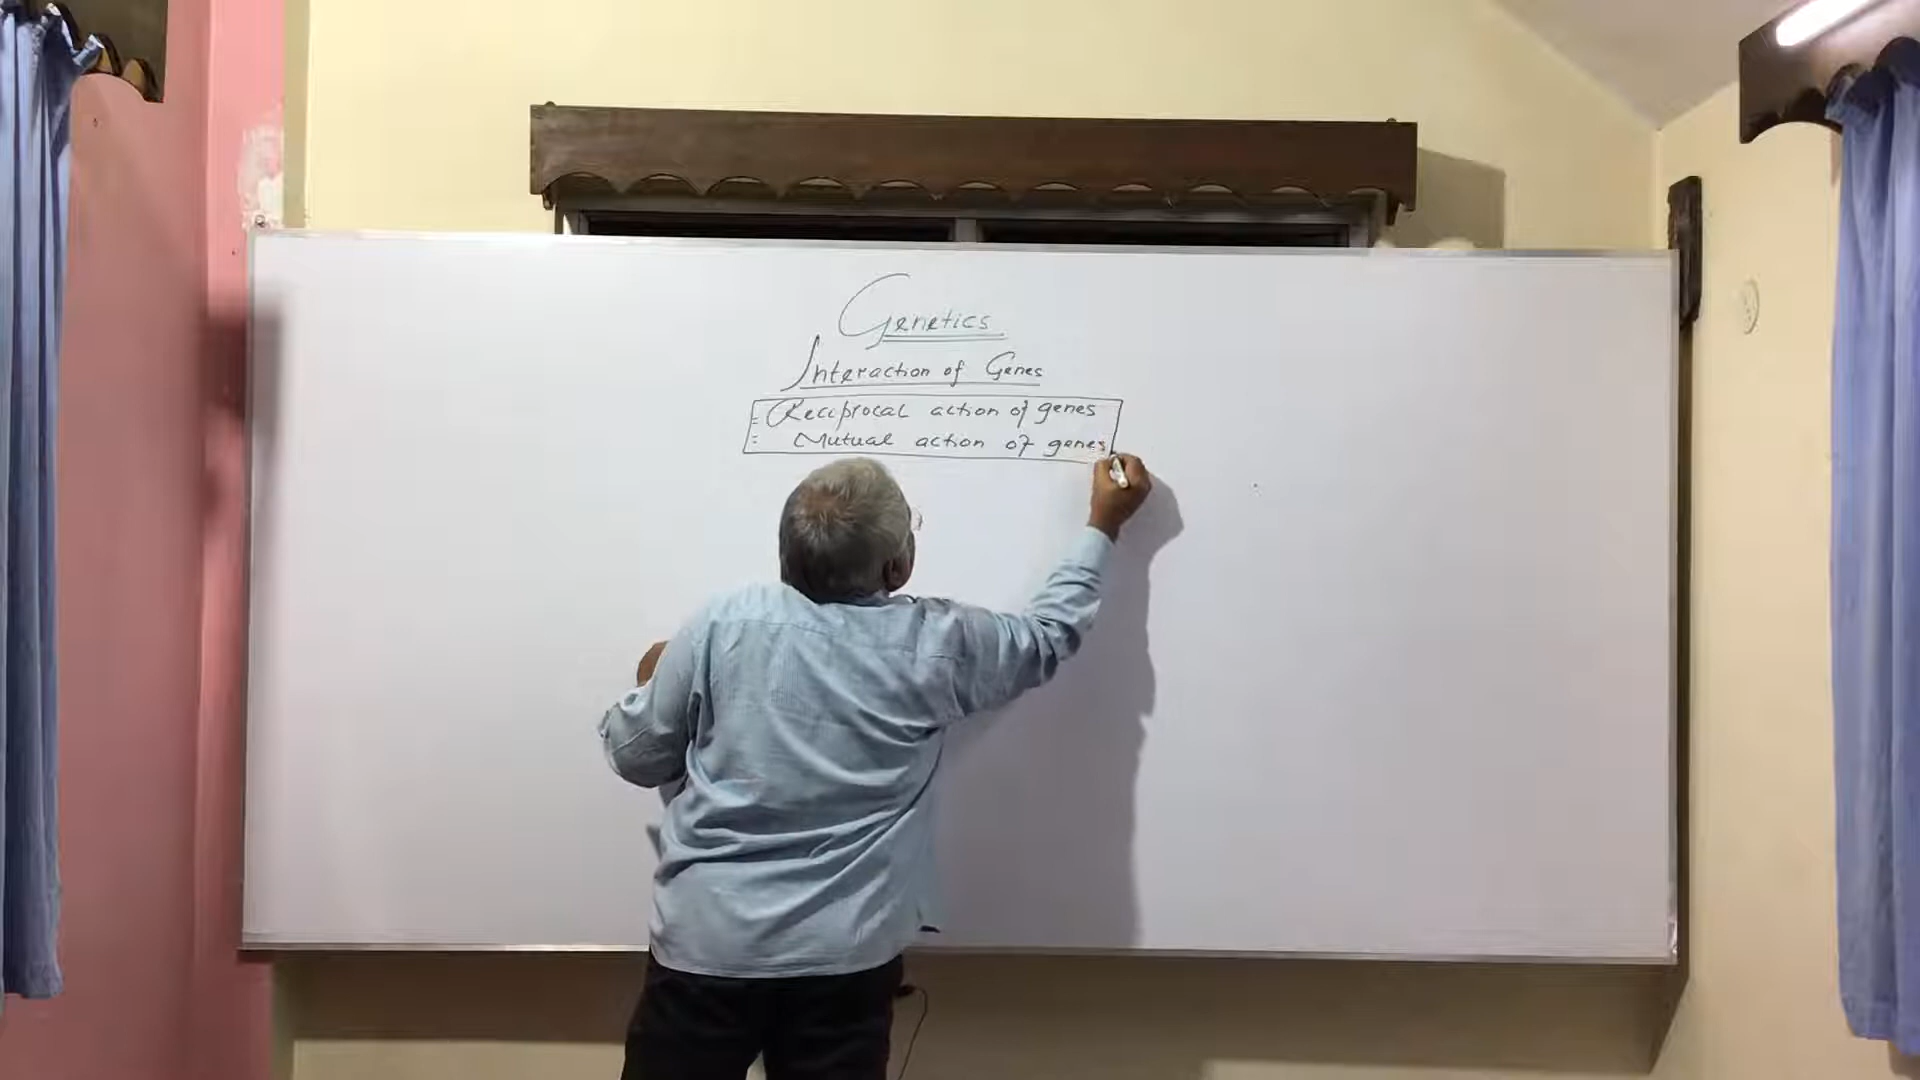 Genetics
Interaction of Genes
= Reciprocal action of genes
= Mutual action of genes